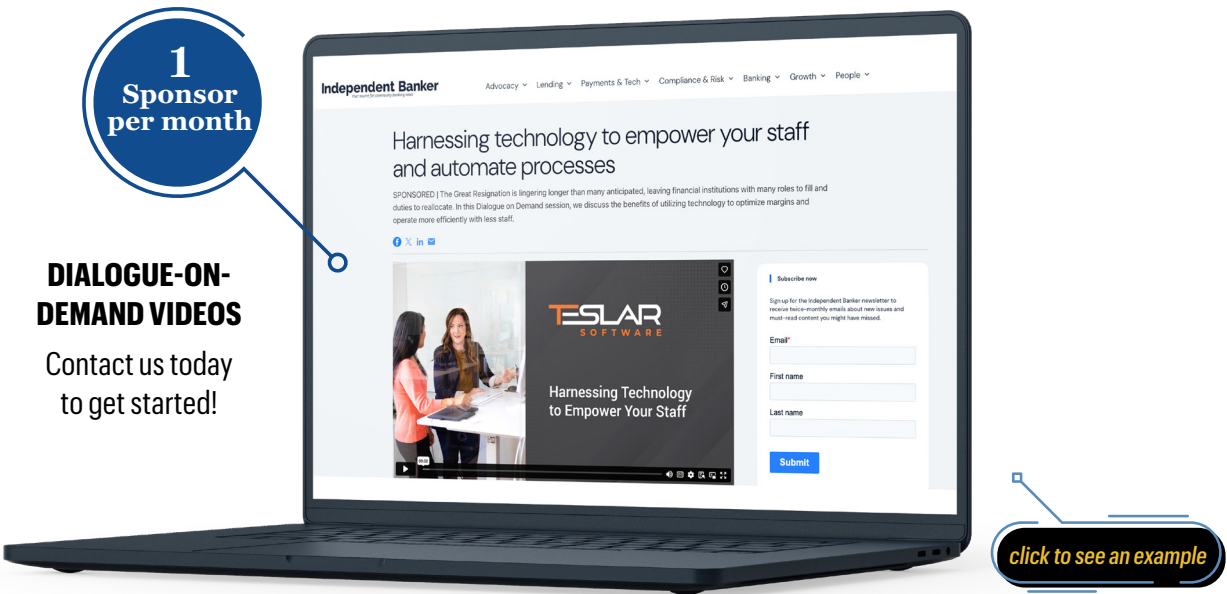 1
Sponsor
per month
DIALOGUE-ON-
DEMAND VIDEOS
Contact us today
to get started!
Independent Banker
Advocacy
Lending
Payments & Tech
Compliance & Risk
Banking
Growth
People
Harnessing technology to empower your staff
and automate processes
SPONSORED | The Great Resignation is lingering longer than many anticipated, leaving financial institutions with many roles to fill and
duties to reallocate. In this Dialogue on Demand session, we discuss the benefits of utilizing technology to optimize margins and
operate more efficiently with less staff.
TESLAR
SOFTWARE
Harnessing Technology
to Empower Your Staff
Subscribe now
Sign up for the Independent Banker newsletter to
receive twice-monthly emails about new issues and
must-read content you might have missed.
Email*
First name
Last name
Submit
click to see an example